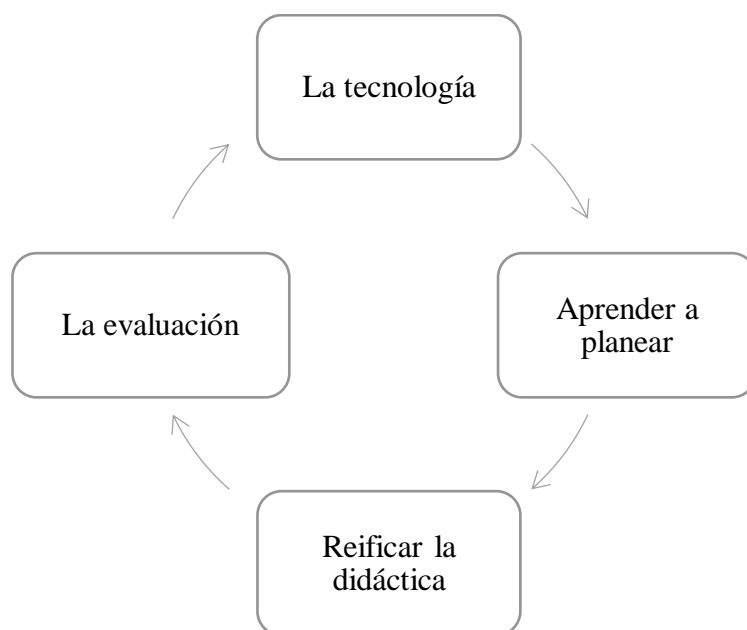 La tecnología
Aprender a
planear
Reificar la
didáctica
La evaluación